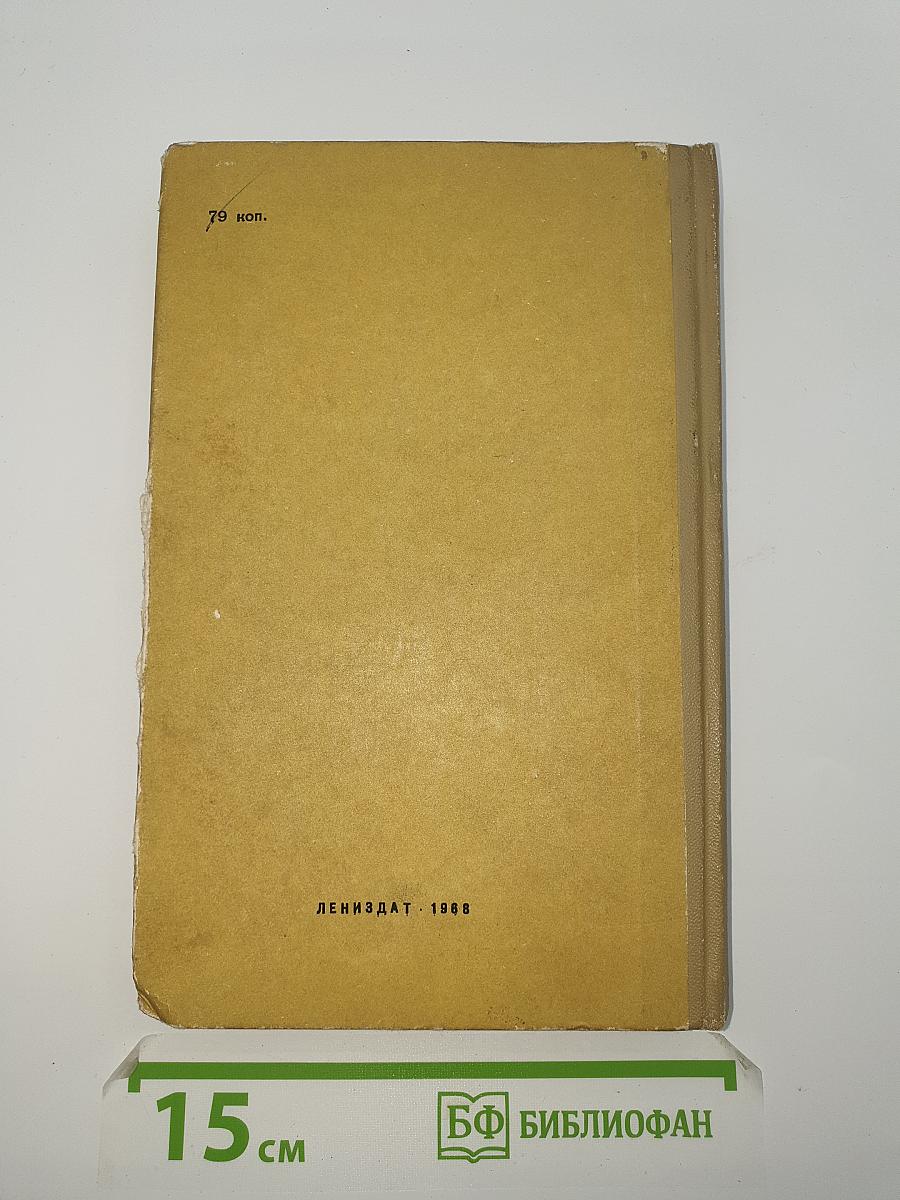 79 коп.
ЛЕНИЗДАТ · 1968
15 см
БФ БИБЛИОФАН